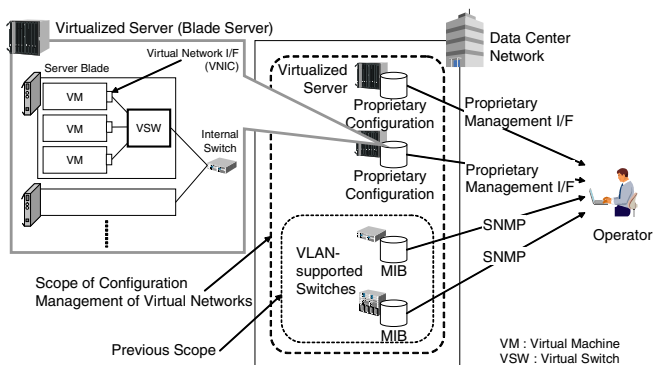 Virtualized Server (Blade Server)
Server Blade
Virtual Network I/F
(VNIC)
VM
VM
VM
VSW
Internal
Switch
Data Center
Network
Virtualized
Server
Proprietary
Configuration
Proprietary
Management I/F
Proprietary
Configuration
Proprietary
Management I/F
VLAN-
supported
Switches
MIB
MIB
SNMP
SNMP
Operator
Scope of Configuration
Management of Virtual Networks
Previous Scope
VM : Virtual Machine
VSW : Virtual Switch